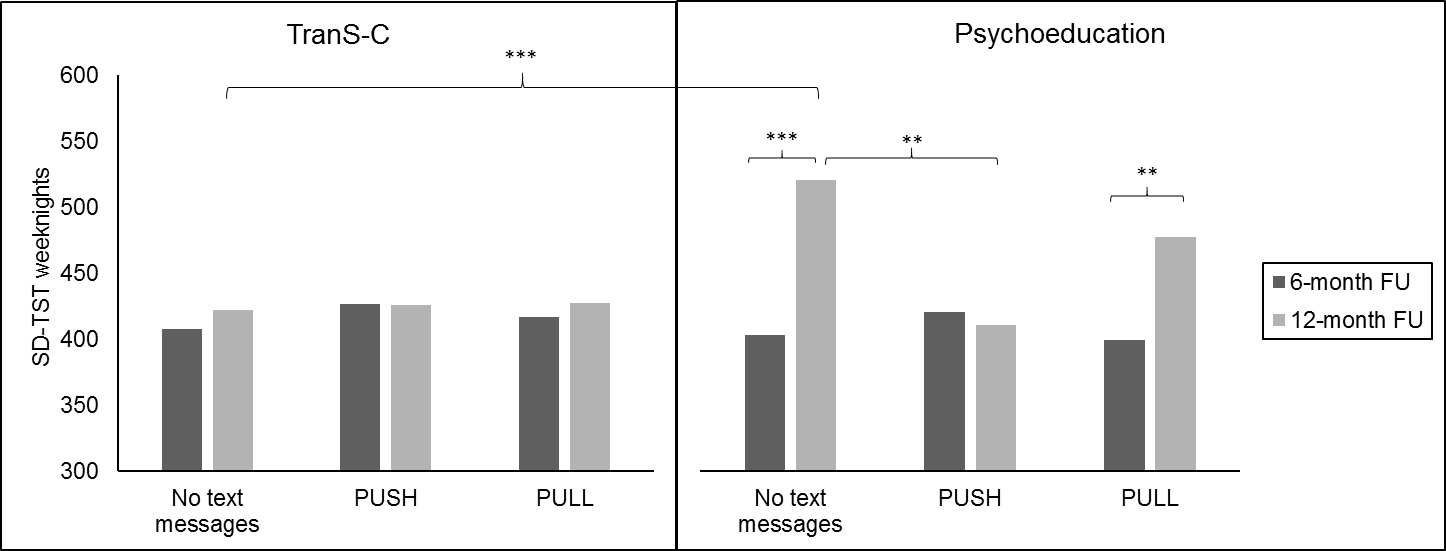 TranS-C
Psychoeducation
***
600
550
500
450
400
350
300
SD-TST weeknights
***
**
**
6-month FU
12-month FU
No text
messages
PUSH
PULL
No text
messages
PUSH
PULL